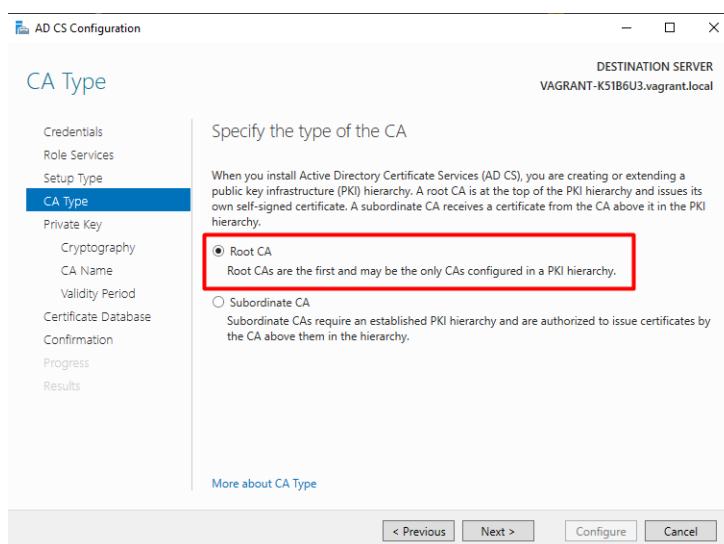 AD CS Configuration
CA Type
DESTINATION SERVER
VAGRANT-K51B6U3.vagrant.local
Credentials
Role Services
Setup Type
CA Type
Private Key
Cryptography
CA Name
Validity Period
Certificate Database
Confirmation
Progress
Results
Specify the type of the CA
When you install Active Directory Certificate Services (AD CS), you are creating or extending a
public key infrastructure (PKI) hierarchy. A root CA is at the top of the PKI hierarchy and issues its
own self-signed certificate. A subordinate CA receives a certificate from the CA above it in the PKI
hierarchy.
Root CA
Root CAs are the first and may be the only CAs configured in a PKI hierarchy.
Subordinate CA
Subordinate CAs require an established PKI hierarchy and are authorized to issue certificates by
the CA above them in the hierarchy.
More about CA Type
< Previous
Next >
Configure
Cancel